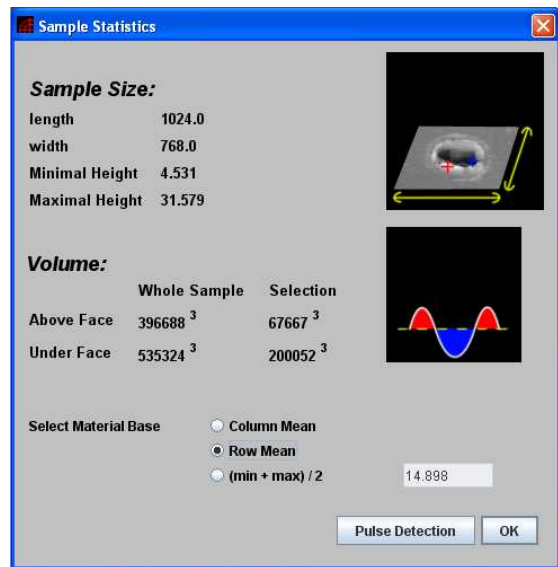 Sample Statistics
Sample Size:
length 1024.0
width 768.0
Minimal Height 4.531
Maximal Height 31.579
Volume:
Whole Sample Selection
Above Face 396688 ³ 67667 ³
Under Face 535324 ³ 200052 ³
Select Material Base Column Mean
Row Mean
(min + max) / 2 14.898
Pulse Detection OK